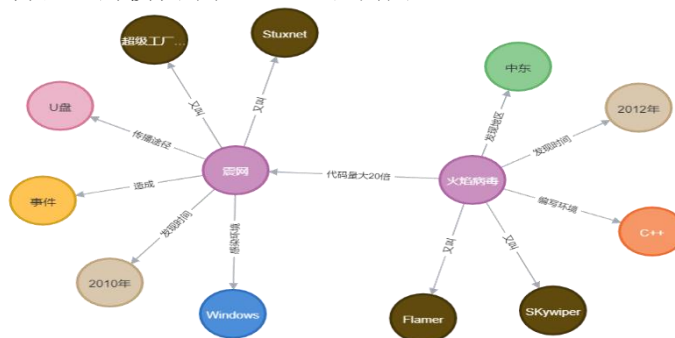 超级工厂...
Stuxnet
中东
U盘
又叫
又叫
2012年
传播途径
发现地区
发现时间
震网
代码量大20倍
火焰病毒
造成
事件
编写环境
发现时间
感染环境
C++
又叫
又叫
2010年
Windows
Flamer
SKywiper